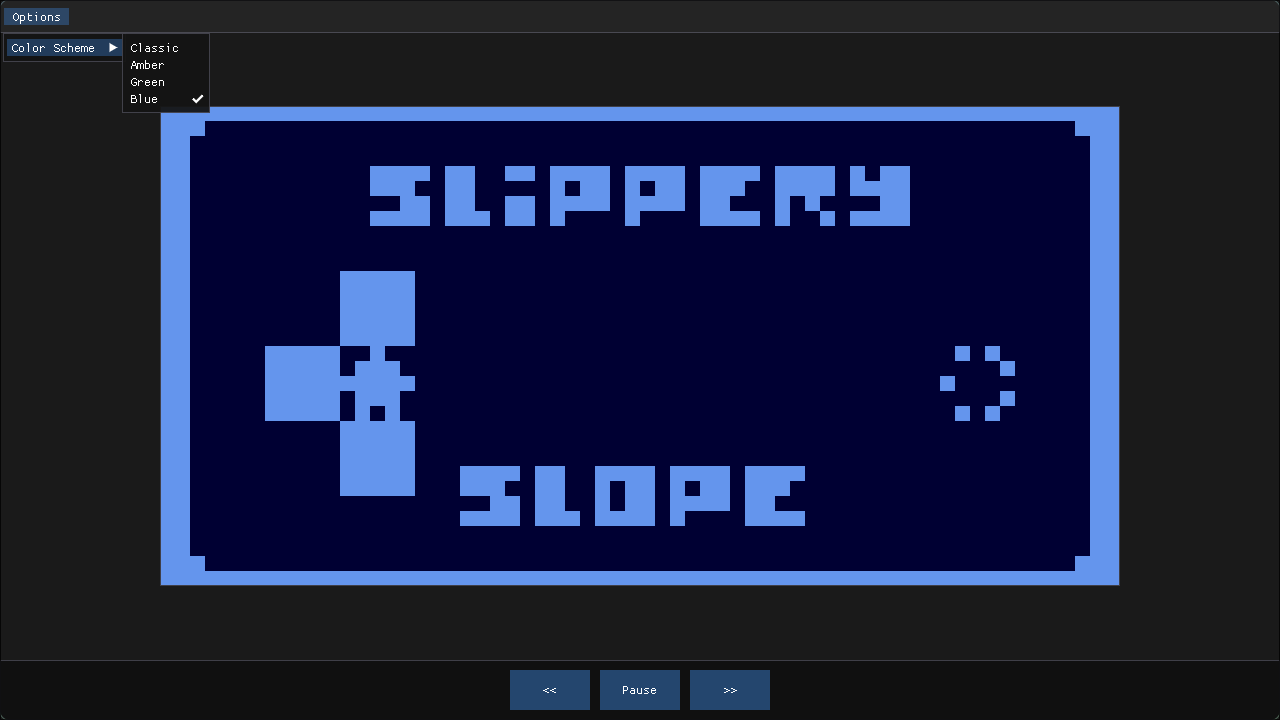 Options
Color Scheme
Classic
Amber
Green
Blue
SLiPPERY
SLOPE
<< Pause >>